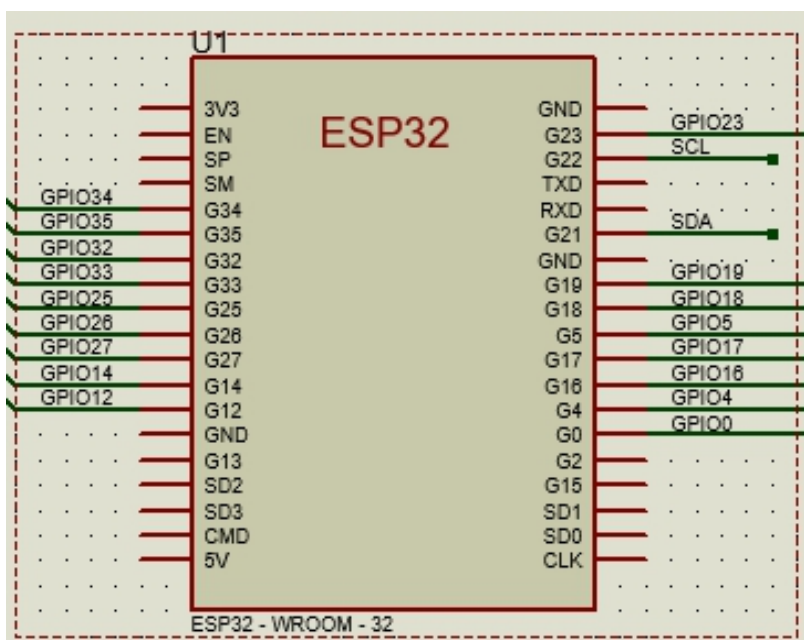 U1
ESP32
3V3
EN
SP
SM
G34
G35
G32
G33
G25
G26
G27
G14
G12
GND
G13
SD2
SD3
CMD
5V
GND
G23
G22
TXD
RXD
G21
GND
G19
G18
G5
G17
G16
G4
G0
G2
G15
SD1
SD0
CLK
GPIO34
GPIO35
GPIO32
GPIO33
GPIO25
GPIO26
GPIO27
GPIO14
GPIO12
GPIO23
SCL
SDA
GPIO19
GPIO18
GPIO5
GPIO17
GPIO16
GPIO4
GPIO0
ESP32 - WROOM - 32